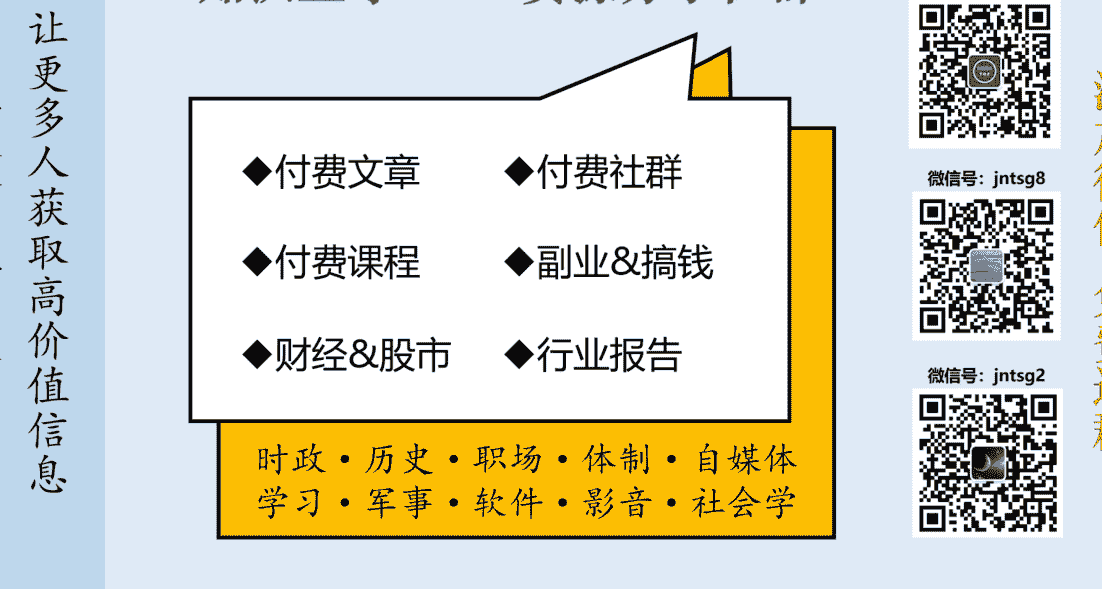 让更多人获取高价值信息
◆付费文章
◆付费社群
◆付费课程
◆副业&搞钱
◆财经&股市
◆行业报告
时政·历史·职场·体制·自媒体
学习·军事·软件·影音·社会学
微信号：jntsg8
微信号：jntsg2